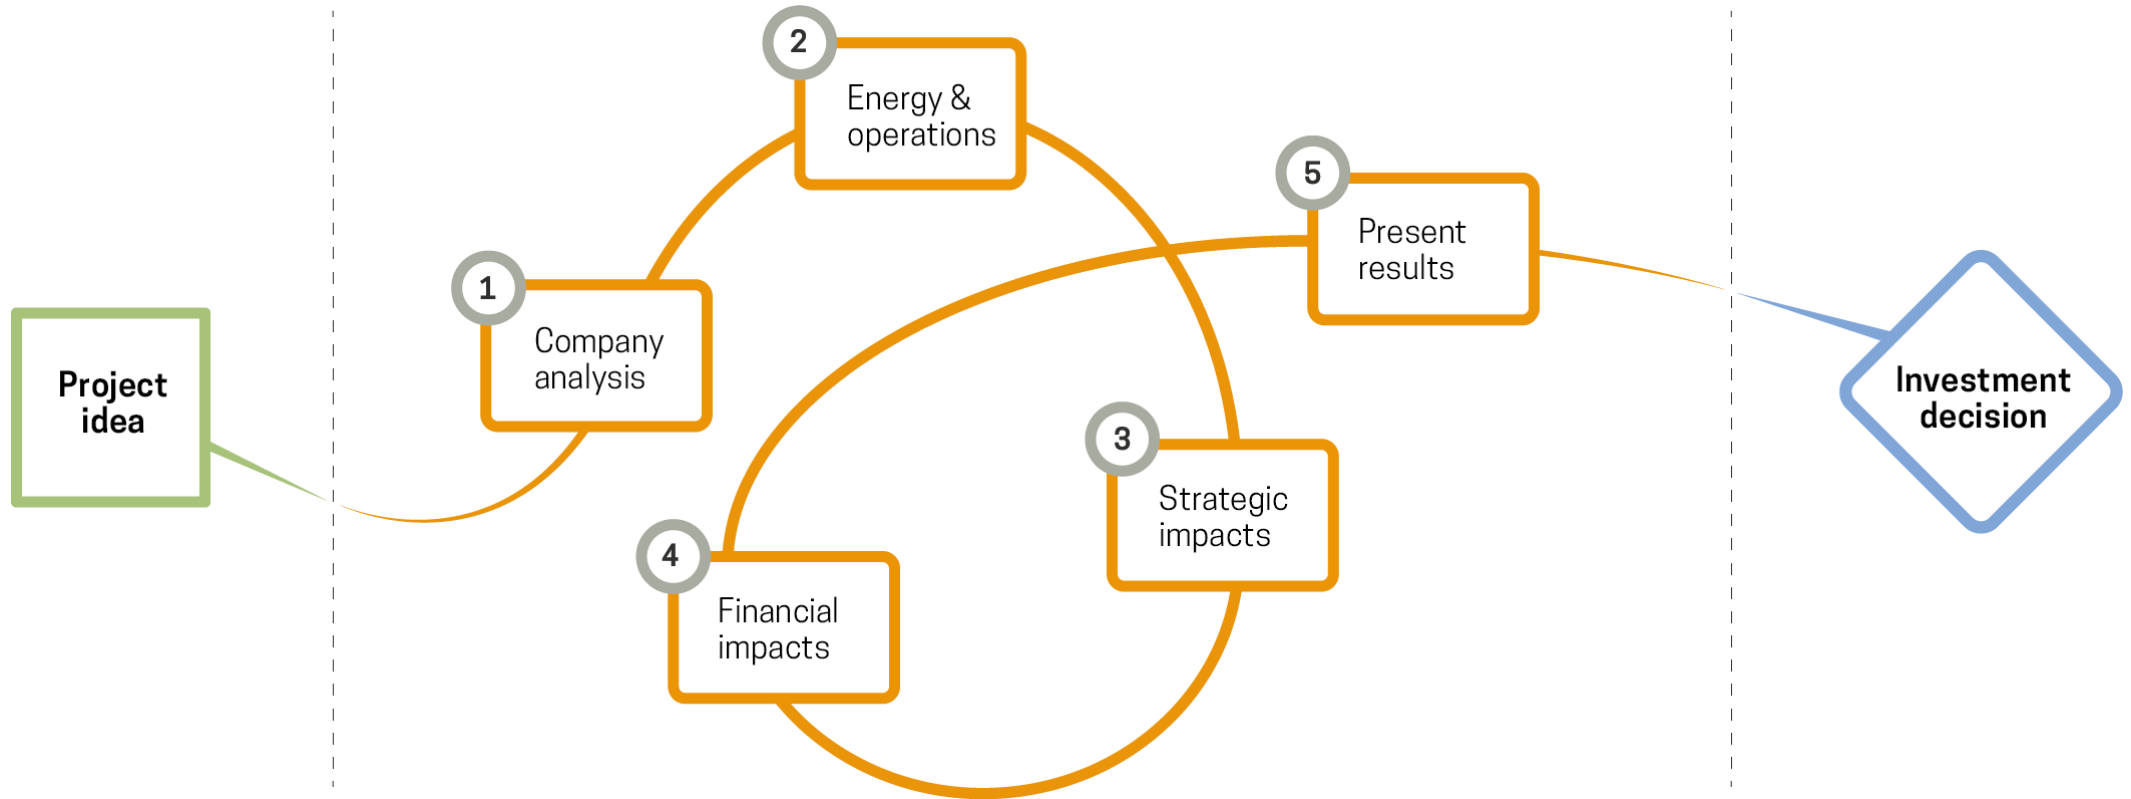 Project
idea
1
Company
analysis
2
Energy &
operations
3
Strategic
impacts
4
Financial
impacts
5
Present
results
Investment
decision